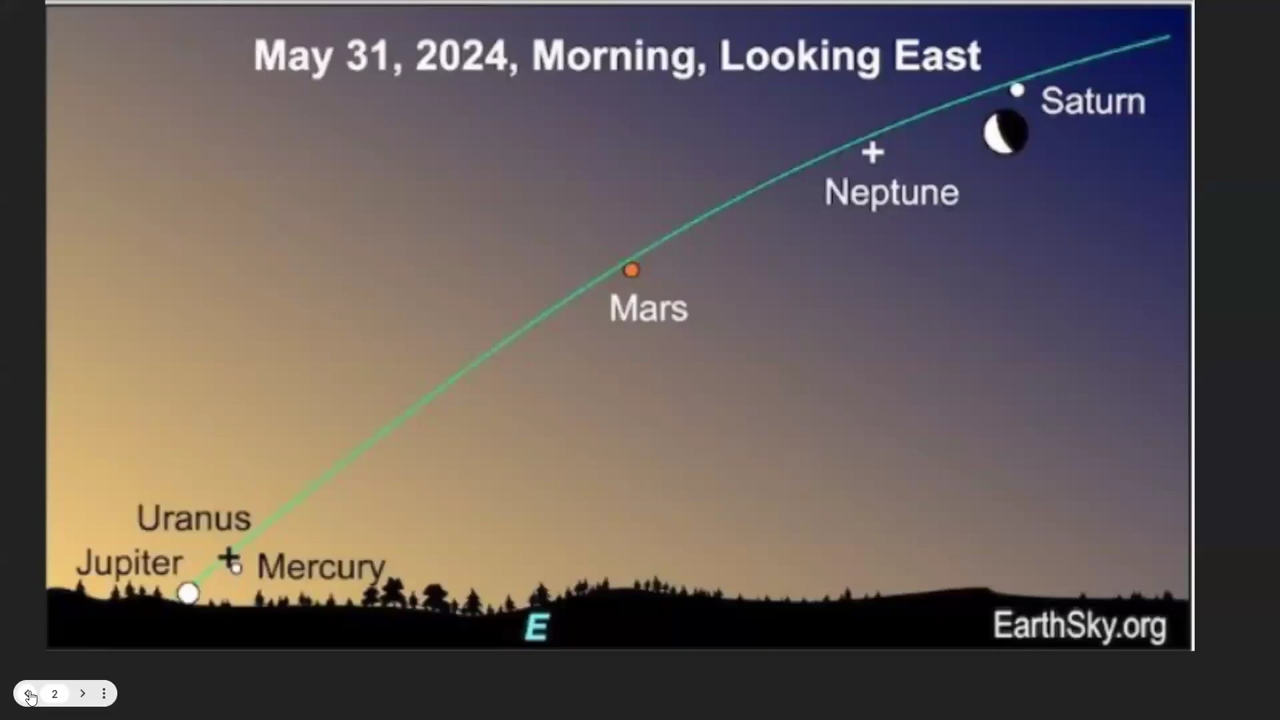 May 31, 2024, Morning, Looking East
Saturn
Neptune
Mars
Uranus
Jupiter
Mercury
E
EarthSky.org
2